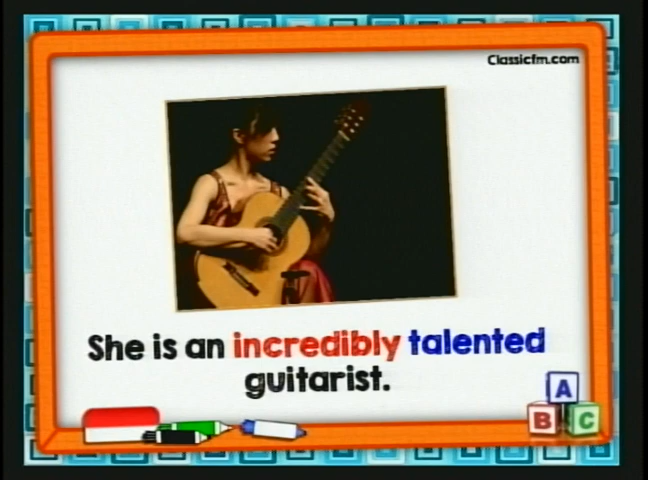 Classicfm.com
She is an incredibly talented
guitarist.
A
B C